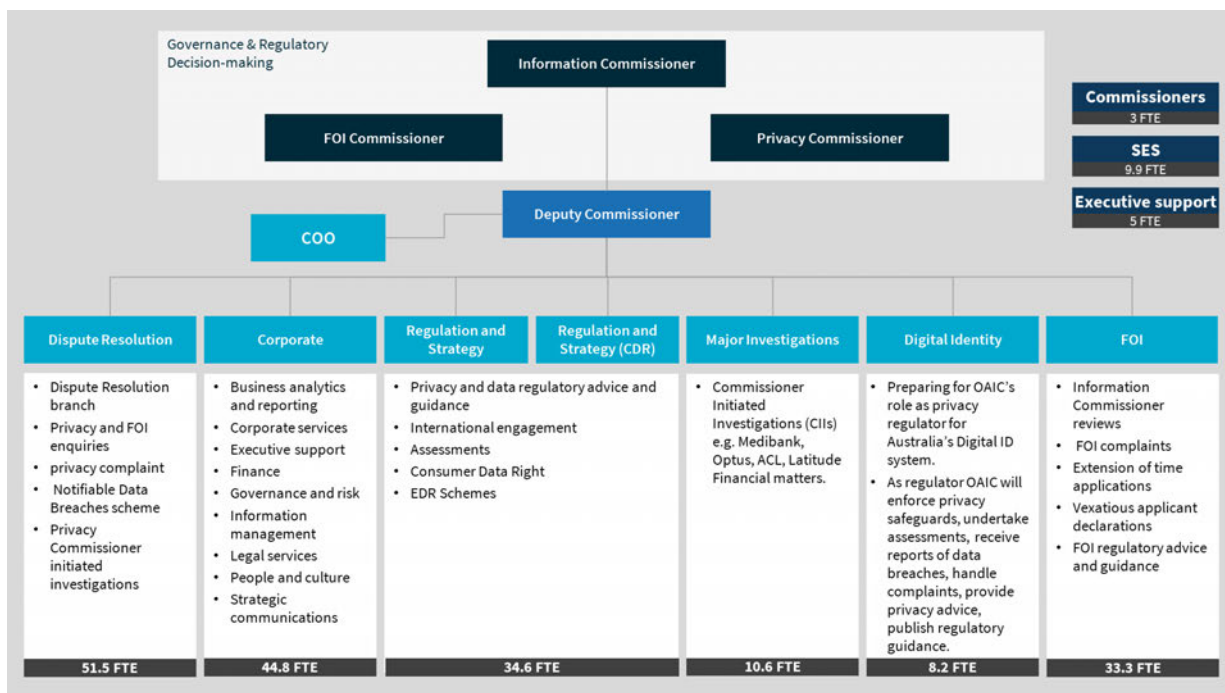 Governance & Regulatory
Decision-making
Information Commissioner
FOI Commissioner
Privacy Commissioner
Commissioners
3 FTE
SES
9.9 FTE
Executive support
5 FTE
Deputy Commissioner
COO
Dispute Resolution
• Dispute Resolution
branch
• Privacy and FOI
enquiries
• privacy complaint
• Notifiable Data
Breaches scheme
• Privacy
Commissioner
initiated
investigations
51.5 FTE
Corporate
• Business analytics
and reporting
• Corporate services
• Executive support
• Finance
• Governance and risk
• Information
management
• Legal services
• People and culture
• Strategic
communications
44.8 FTE
Regulation and
Strategy
Regulation and
Strategy (CDR)
• Privacy and data regulatory advice and
guidance
• International engagement
• Assessments
• Consumer Data Right
• EDR Schemes
34.6 FTE
Major Investigations
• Commissioner
Initiated
Investigations (CIIs)
e.g. Medibank,
Optus, ACL, Latitude
Financial matters.
10.6 FTE
Digital Identity
• Preparing for OAIC's
role as privacy
regulator for
Australia's Digital ID
system.
• As regulator OAIC will
enforce privacy
safeguards, undertake
assessments, receive
reports of data
breaches, handle
complaints, provide
privacy advice,
publish regulatory
guidance.
8.2 FTE
FOI
• Information
Commissioner
reviews
• FOI complaints
• Extension of time
applications
• Vexatious applicant
declarations
• FOI regulatory advice
and guidance
33.3 FTE